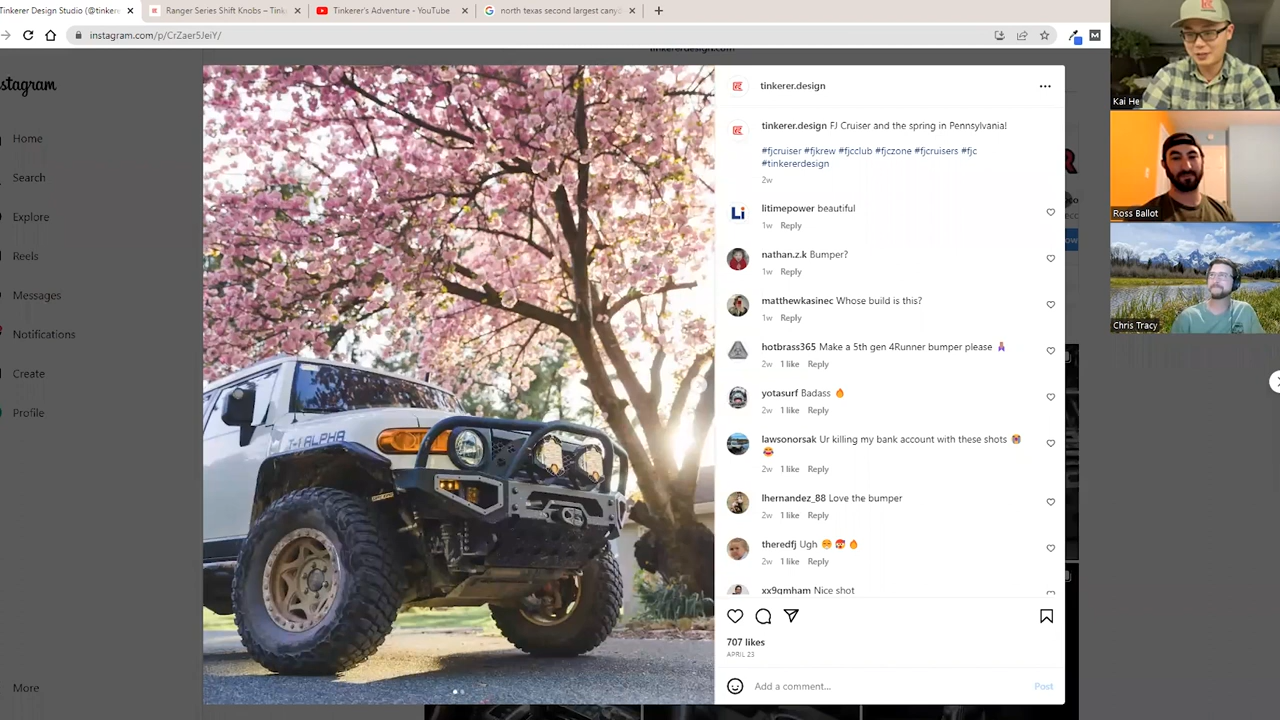 Tinkerer Design Studio (@tinkere
Ranger Series Shift Knobs – Tink
Tinkerer's Adventure - YouTube
north texas second largest canyo
instagram.com/p/CrZaer5JeiY/
tinkererdesign.com
stagram
Home
Search
Explore
Reels
Messages
Notifications
Create
Profile
More
T-1 ALPHA
tinkerer.design
tinkerer.design FJ Cruiser and the spring in Pennsylvania!
#fjcruiser #fjkrew #fjcclub #fjczone #fjcruisers #fjc
#tinkererdesign
2w
Li
litimepower beautiful
1w Reply
nathan.z.k Bumper?
1w Reply
matthewkasinec Whose build is this?
1w Reply
hotbrass365 Make a 5th gen 4Runner bumper please
2w 1 like Reply
yotasurf Badass 🔥
2w 1 like Reply
lawsonorsak Ur killing my bank account with these shots
2w 1 like Reply
lhernandez_88 Love the bumper
2w 1 like Reply
theredfj Ugh
2w 1 like Reply
xx9qmham Nice shot
707 likes
APRIL 23
Add a comment...
Post
Kai He
Ross Ballot
Chris Tracy